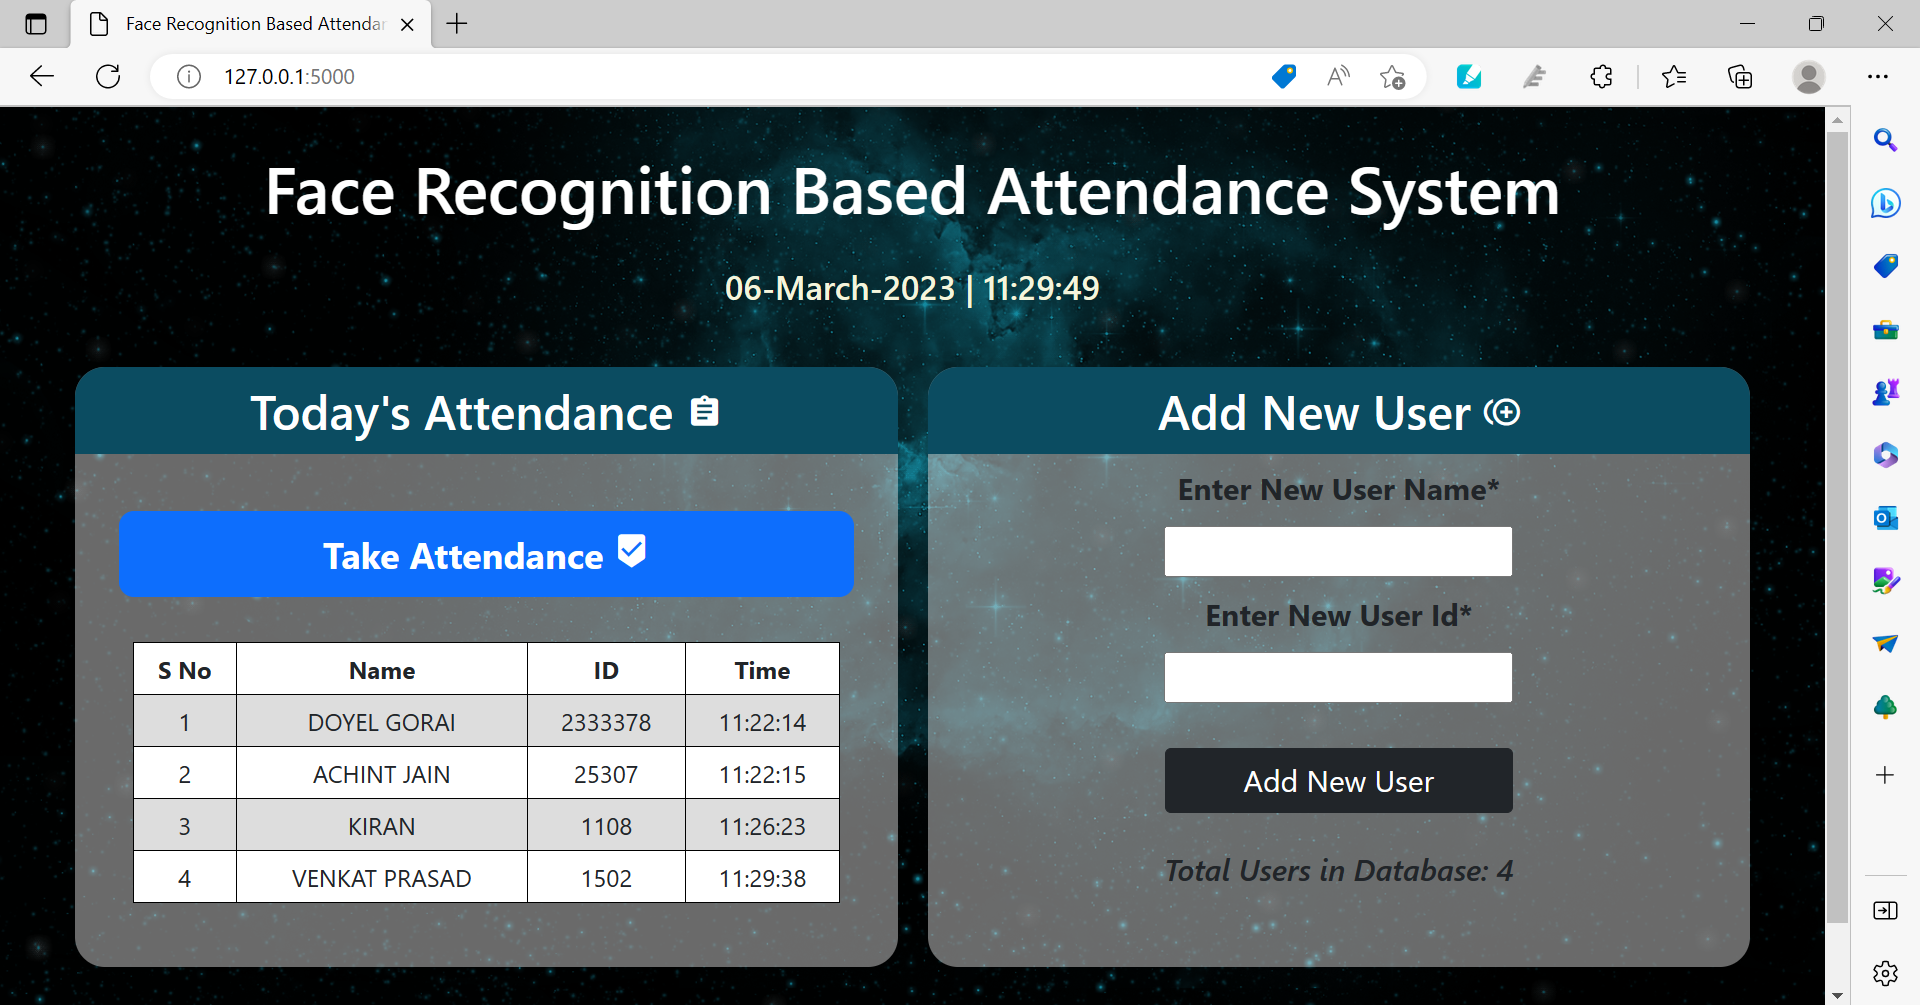 Face Recognition Based Attendan
127.0.0.1:5000
Face Recognition Based Attendance System
06-March-2023 | 11:29:49
Today's Attendance
Take Attendance
S No Name ID Time
1 DOYEL GORAI 2333378 11:22:14
2 ACHINT JAIN 25307 11:22:15
3 KIRAN 1108 11:26:23
4 VENKAT PRASAD 1502 11:29:38
Add New User
Enter New User Name*
Enter New User Id*
Add New User
Total Users in Database: 4